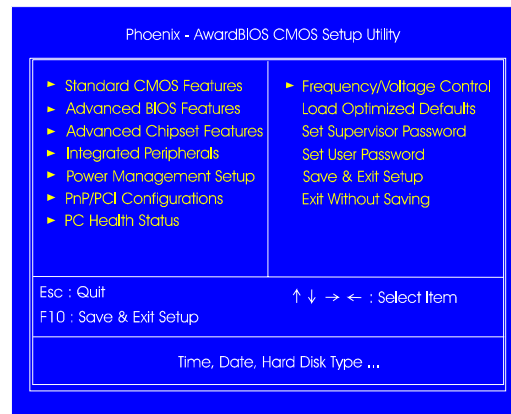 Phoenix - AwardBIOS CMOS Setup Utility
► Standard CMOS Features
► Advanced BIOS Features
► Advanced Chipset Features
► Integrated Peripherals
► Power Management Setup
► PnP/PCI Configurations
► PC Health Status
► Frequency/Voltage Control
Load Optimized Defaults
Set Supervisor Password
Set User Password
Save & Exit Setup
Exit Without Saving
Esc : Quit
F10 : Save & Exit Setup
↑ ↓ → ← : Select Item
Time, Date, Hard Disk Type ...